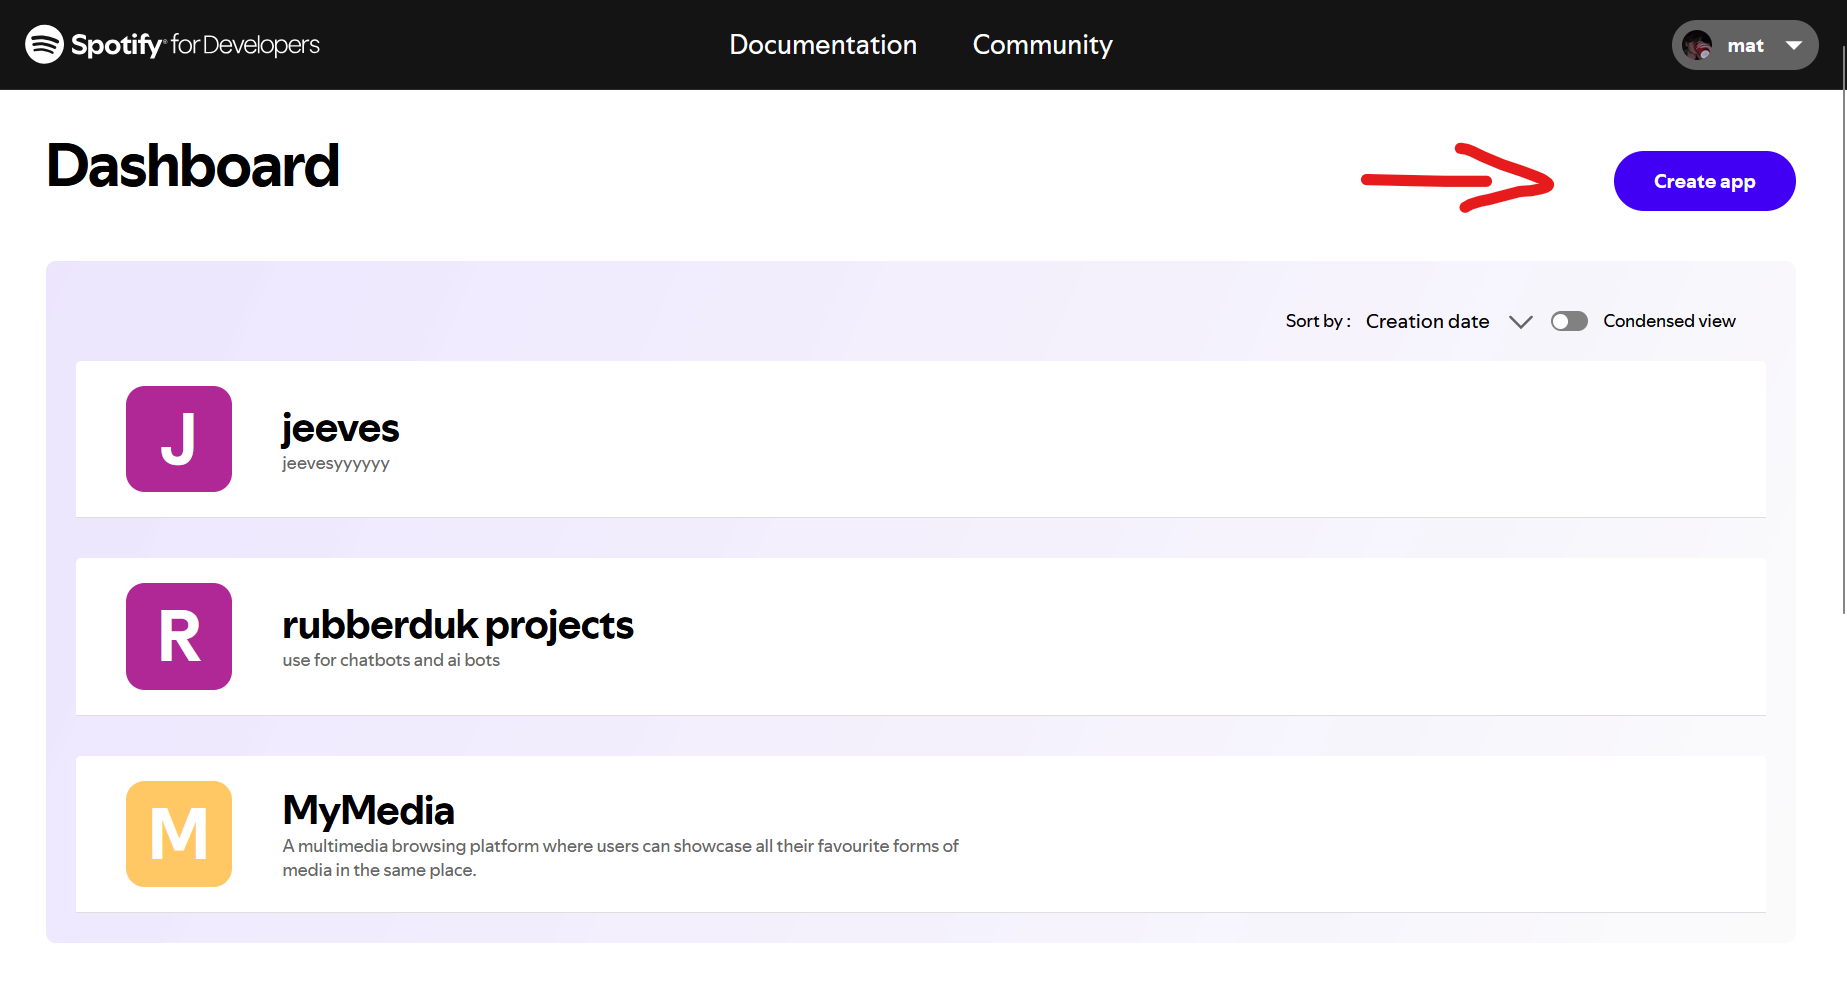 Spotify for Developers
Documentation
Community
mat
Dashboard
Create app
Sort by :
Creation date
Condensed view
J
jeeves
jeevesyyyyyy
R
rubberduk projects
use for chatbots and ai bots
M
MyMedia
A multimedia browsing platform where users can showcase all their favourite forms of
media in the same place.